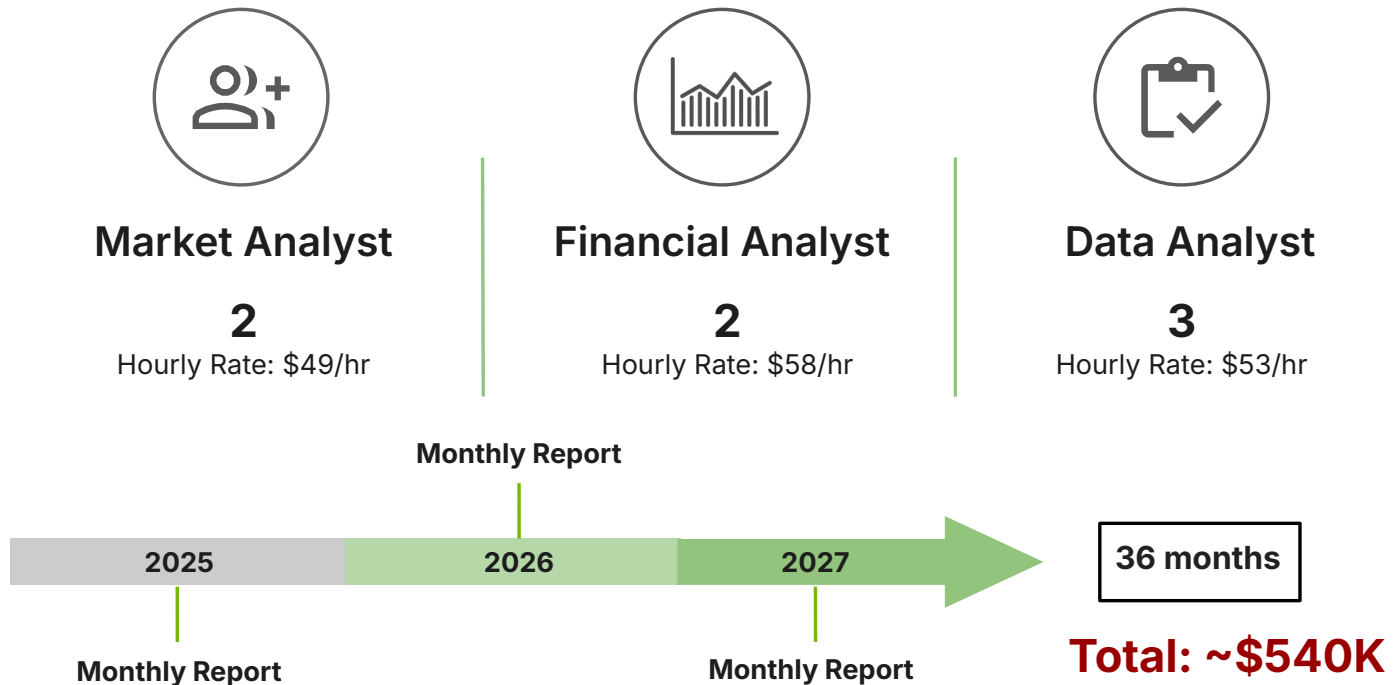 Market Analyst
2
Hourly Rate: $49/hr
Financial Analyst
2
Hourly Rate: $58/hr
Data Analyst
3
Hourly Rate: $53/hr
Monthly Report
2025
2026
2027
36 months
Monthly Report
Monthly Report
Total: ~$540K